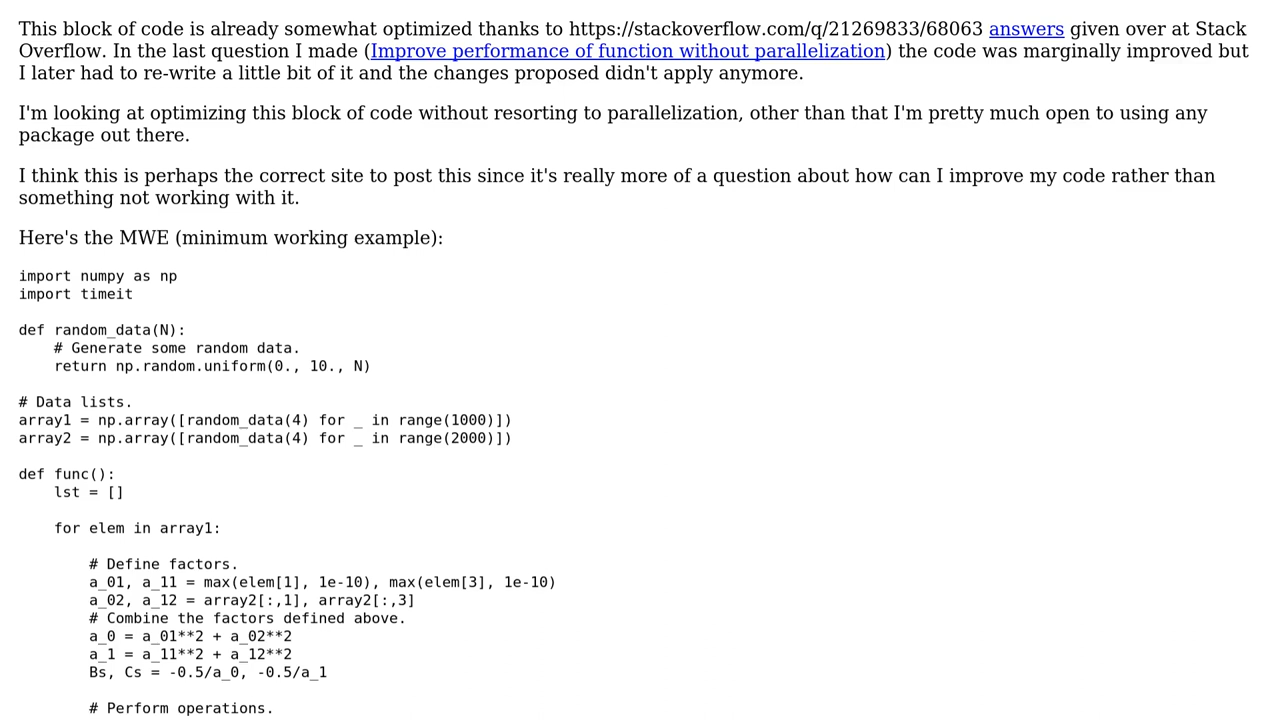 This block of code is already somewhat optimized thanks to https://stackoverflow.com/q/21269833/68063 answers given over at Stack
Overflow. In the last question I made (Improve performance of function without parallelization) the code was marginally improved but
I later had to re-write a little bit of it and the changes proposed didn't apply anymore.
I'm looking at optimizing this block of code without resorting to parallelization, other than that I'm pretty much open to using any
package out there.
I think this is perhaps the correct site to post this since it's really more of a question about how can I improve my code rather than
something not working with it.
Here's the MWE (minimum working example):
import numpy as np
import timeit
def random_data(N):
    # Generate some random data.
    return np.random.uniform(0., 10., N)
# Data lists.
array1 = np.array([random_data(4) for _ in range(1000)])
array2 = np.array([random_data(4) for _ in range(2000)])
def func():
    lst = []
    for elem in array1:
        # Define factors.
        a_01, a_11 = max(elem[1], 1e-10), max(elem[3], 1e-10)
        a_02, a_12 = array2[:,1], array2[:,3]
        # Combine the factors defined above.
        a_0 = a_01**2 + a_02**2
        a_1 = a_11**2 + a_12**2
        Bs, Cs = -0.5/a_0, -0.5/a_1
        # Perform operations.